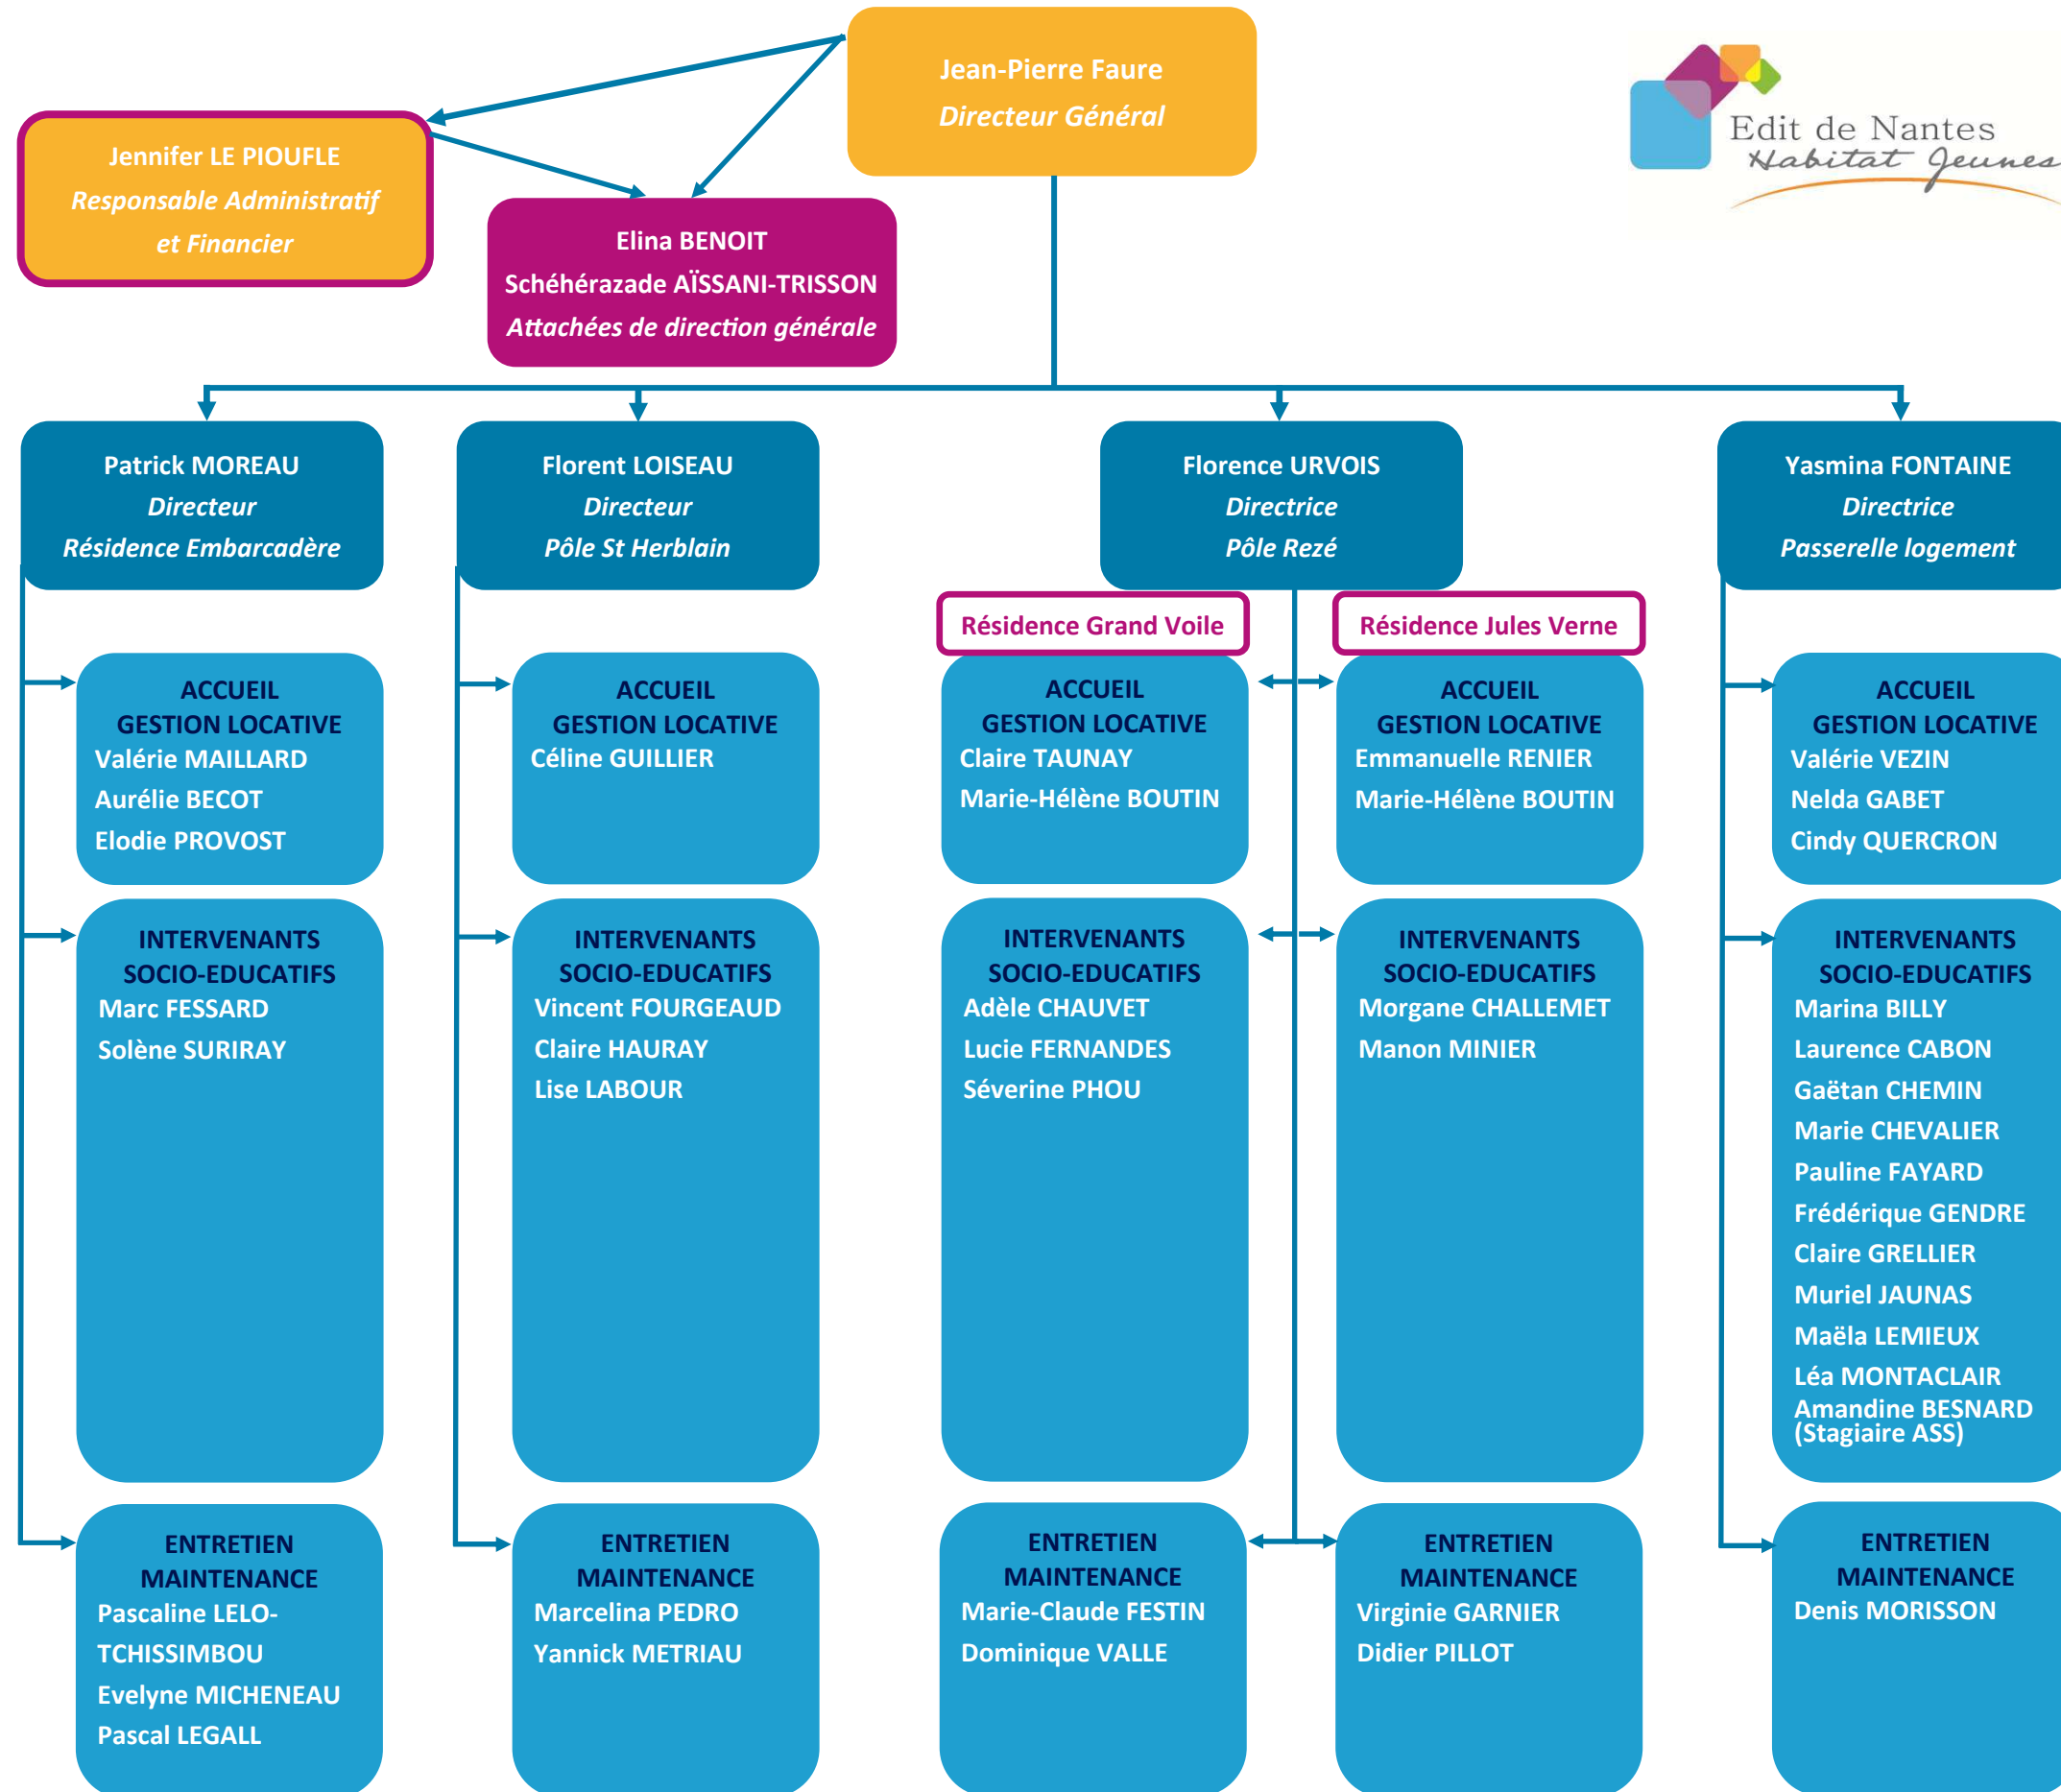 Jean-Pierre Faure
Directeur Général
Edit de Nantes
Habitat Jeunes
Jennifer LE PIOUFLE
Responsable Administratif
et Financier
Elina BENOIT
Schéhérazade AÏSSANI-TRISSON
Attachées de direction générale
Patrick MOREAU
Directeur
Résidence Embarcadère
Florent LOISEAU
Directeur
Pôle St Herblain
Florence URVOIS
Directrice
Pôle Rezé
Yasmina FONTAINE
Directrice
Passerelle logement
Résidence Grand Voile
Résidence Jules Verne
ACCUEIL
GESTION LOCATIVE
Valérie MAILLARD
Aurélie BECOT
Elodie PROVOST
ACCUEIL
GESTION LOCATIVE
Céline GUILLIER
ACCUEIL
GESTION LOCATIVE
Claire TAUNAY
Marie-Hélène BOUTIN
ACCUEIL
GESTION LOCATIVE
Emmanuelle RENIER
Marie-Hélène BOUTIN
ACCUEIL
GESTION LOCATIVE
Valérie VEZIN
Nelda GABET
Cindy QUERCRON
INTERVENANTS
SOCIO-EDUCATIFS
Marc FESSARD
Solène SURIRAY
INTERVENANTS
SOCIO-EDUCATIFS
Vincent FOURGEAUD
Claire HAURAY
Lise LABOUR
INTERVENANTS
SOCIO-EDUCATIFS
Adèle CHAUVET
Lucie FERNANDES
Séverine PHOU
INTERVENANTS
SOCIO-EDUCATIFS
Morgane CHALLEMET
Manon MINIER
INTERVENANTS
SOCIO-EDUCATIFS
Marina BILLY
Laurence CABON
Gaëtan CHEMIN
Marie CHEVALIER
Pauline FAYARD
Frédérique GENDRE
Claire GRELLIER
Muriel JAUNAS
Maëla LEMIEUX
Léa MONTACLAIR
Amandine BESNARD
(Stagiaire ASS)
ENTRETIEN
MAINTENANCE
Pascaline LELO-
TCHISSIMBOU
Evelyne MICHENEAU
Pascal LEGALL
ENTRETIEN
MAINTENANCE
Marcelina PEDRO
Yannick METRIAU
ENTRETIEN
MAINTENANCE
Marie-Claude FESTIN
Dominique VALLE
ENTRETIEN
MAINTENANCE
Virginie GARNIER
Didier PILLOT
ENTRETIEN
MAINTENANCE
Denis MORISSON